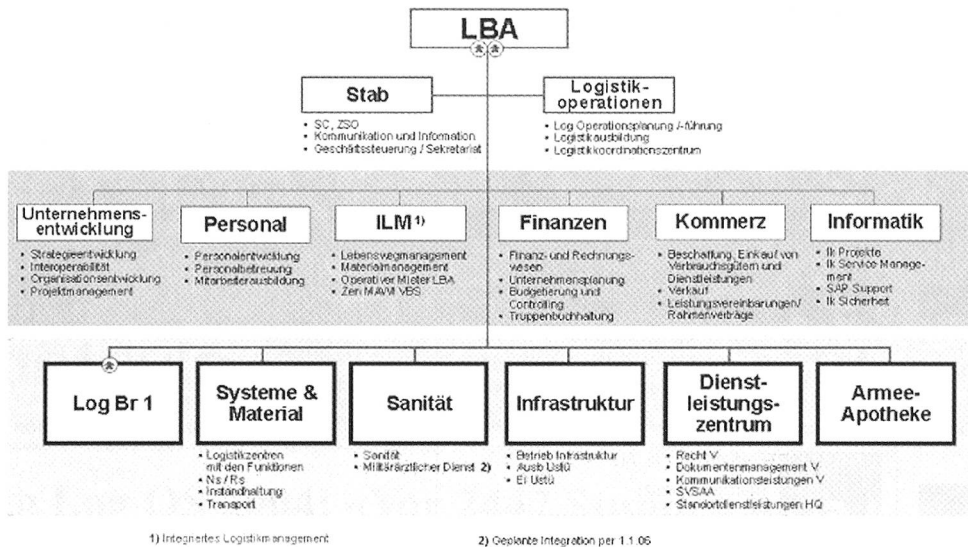 LBA
Stab
• SC, ZSO
• Kommunikation und Information
• Geschäftssteuerung / Sekretariat
Logistik-
operationen
• Log Operationsplanung /-führung
• Logistikausbildung
• Logistikkoordinationszentrum
Unternehmens-
entwicklung
• Strategieentwicklung
• Interoperabilität
• Organisationsentwicklung
• Projektmanagement
Personal
• Personalentwicklung
• Personalbetreuung
• Mitarbeiterausbildung
ILM 1)
• Lebenswegmanagement
• Materialmanagement
• Operativer Mieter LBA
• Zen MAVM VBS
Finanzen
• Finanz- und Rechnungs-
wesen
• Unternehmensplanung
• Budgetierung und
Controlling
• Truppenbuchhaltung
Kommerz
• Beschaffung, Einkauf von
Verbrauchsgütern und
Dienstleistungen
• Verkauf
• Leistungsvereinbarungen/
Rahmenverträge
Informatik
• Ik Projekte
• Ik Service Manage-
ment
• SAP Support
• Ik Sicherheit
Log Br 1
Systeme &
Material
• Logistikzentren
mit den Funktionen
• Ns / Rs
• Instandhaltung
• Transport
Sanität
• Sanität
• Militärärztlicher Dienst 2)
Infrastruktur
• Betrieb Infrastruktur
• Ausb Ustü
• Ei Ustü
Dienst-
leistungs-
zentrum
• Recht V
• Dokumentenmanagement V
• Kommunikationsleistungen V
• SVSAA
• Standortdienstleistungen HQ
Armee-
Apotheke
1) Integriertes Logistikmanagement
2) Geplante Integration per 1.1.06